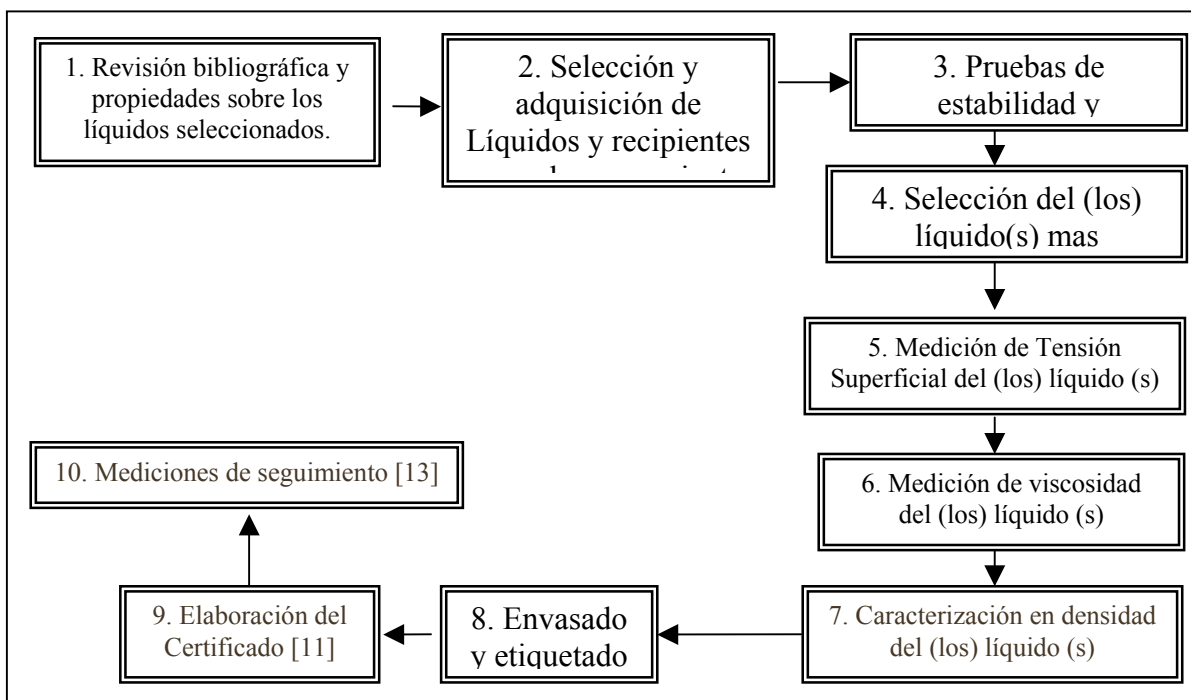 1. Revisión bibliográfica y
propiedades sobre los
líquidos seleccionados.
2. Selección y
adquisición de
Líquidos y recipientes
3. Pruebas de
estabilidad y
4. Selección del (los)
líquido(s) mas
5. Medición de Tensión
Superficial del (los) líquido (s)
6. Medición de viscosidad
del (los) líquido (s)
7. Caracterización en densidad
del (los) líquido (s)
8. Envasado
y etiquetado
9. Elaboración del
Certificado [11]
10. Mediciones de seguimiento [13]